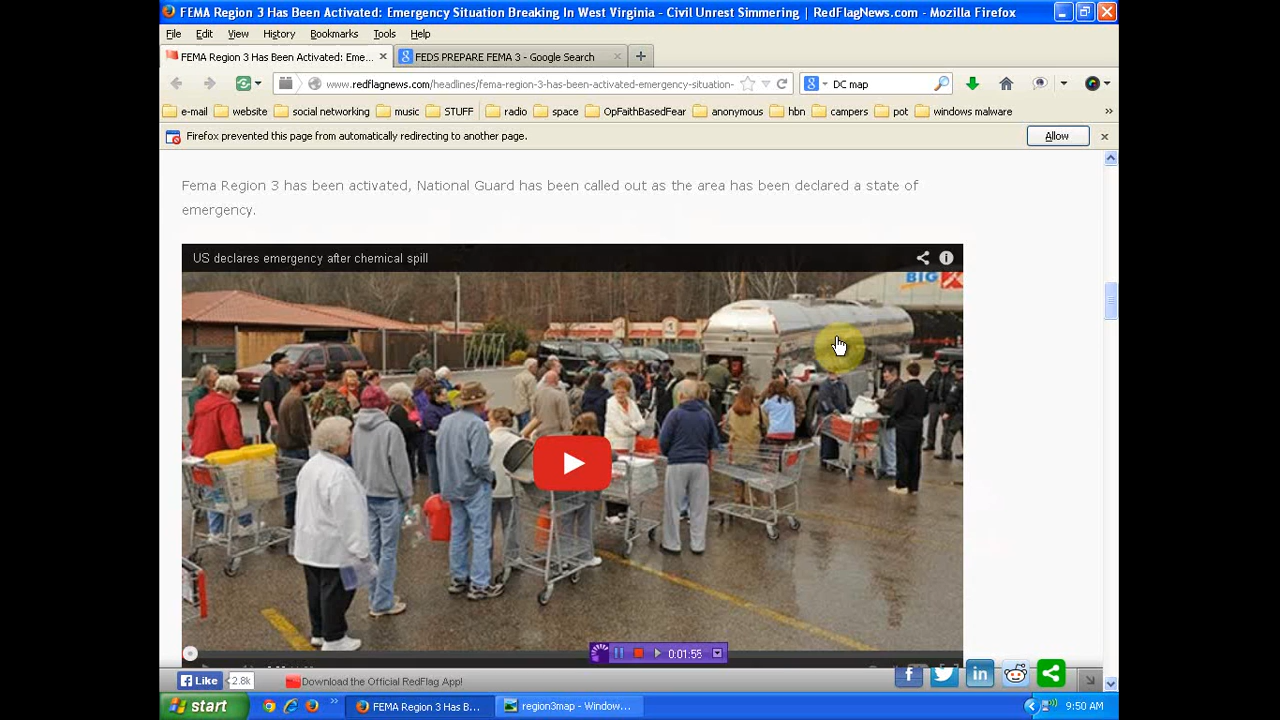 FEMA Region 3 Has Been Activated: Emergency Situation Breaking In West Virginia - Civil Unrest Simmering | RedFlagNews.com - Mozilla Firefox
File Edit View History Bookmarks Tools Help
FEMA Region 3 Has Been Activated: Eme...
FEDS PREPARE FEMA 3 - Google Search
www.redflagnews.com/headlines/fema-region-3-has-been-activated-emergency-situation-
DC map
e-mail website social networking music STUFF radio space OpFaithBasedFear anonymous hbn campers pot windows malware
Firefox prevented this page from automatically redirecting to another page.
Allow
Fema Region 3 has been activated, National Guard has been called out as the area has been declared a state of
emergency.
US declares emergency after chemical spill
BIG K
0:01:55
Like 2.8k
Download the Official RedFlag App!
start
FEMA Region 3 Has B...
region3map - Window...
9:50 AM